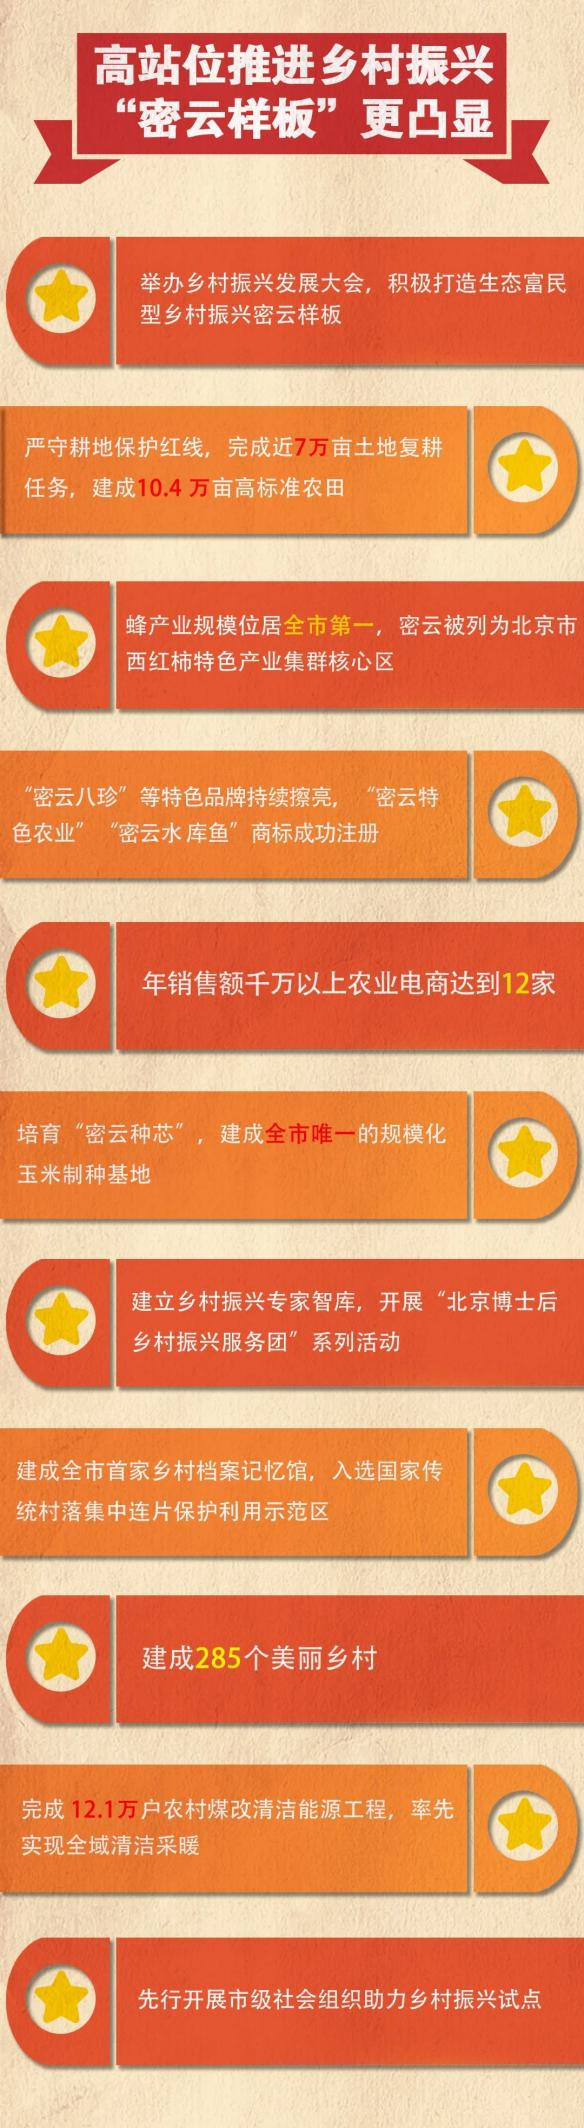 高站位推进乡村振兴
“密云样板”更凸显
举办乡村振兴发展大会，积极打造生态富民
型乡村振兴密云样板
严守耕地保护红线，完成近7万亩土地复耕
任务，建成10.4 万亩高标准农田
蜂产业规模位居全市第一，密云被列为北京市
西红柿特色产业集群核心区
“密云八珍”等特色品牌持续擦亮，“密云特
色农业”“密云水库鱼”商标成功注册
年销售额千万以上农业电商达到12家
培育“密云种芯”，建成全市唯一的规模化
玉米制种基地
建立乡村振兴专家智库，开展“北京博士后
乡村振兴服务团”系列活动
建成全市首家乡村档案记忆馆，入选国家传
统村落集中连片保护利用示范区
建成285个美丽乡村
完成 12.1万户农村煤改清洁能源工程，率先
实现全域清洁采暖
先行开展市级社会组织助力乡村振兴试点